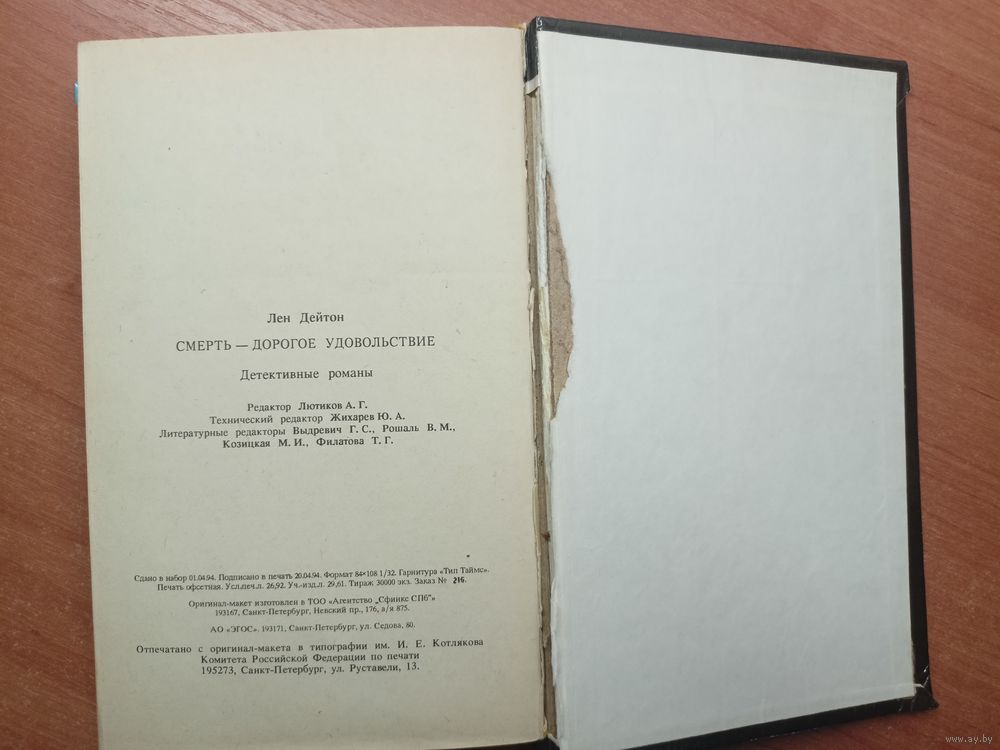 Лен Дейтон
СМЕРТЬ — ДОРОГОЕ УДОВОЛЬСТВИЕ
Детективные романы
Редактор Лютиков А. Г.
Технический редактор Жихарев Ю. А.
Литературные редакторы Выдревич Г. С., Рошаль В. М.,
Козицкая М. И., Филатова Т. Г.
Сдано в набор 01.04.94. Подписано в печать 20.04.94. Формат 84×108 1/32. Гарнитура «Тип Таймс».
Печать офсетная. Усл.печ.л. 26,92. Уч.-изд.л. 29,61. Тираж 30000 экз. Заказ № 216.
Оригинал-макет изготовлен в ТОО «Агентство „Сфинкс СПб"»
193167, Санкт-Петербург, Невский пр., 176, а/я 875.
АО «ЭГОС». 193171, Санкт-Петербург, ул. Седова, 80.
Отпечатано с оригинал-макета в типографии им. И. Е. Котлякова
Комитета Российской Федерации по печати
195273, Санкт-Петербург, ул. Руставели, 13.
www.ay.by